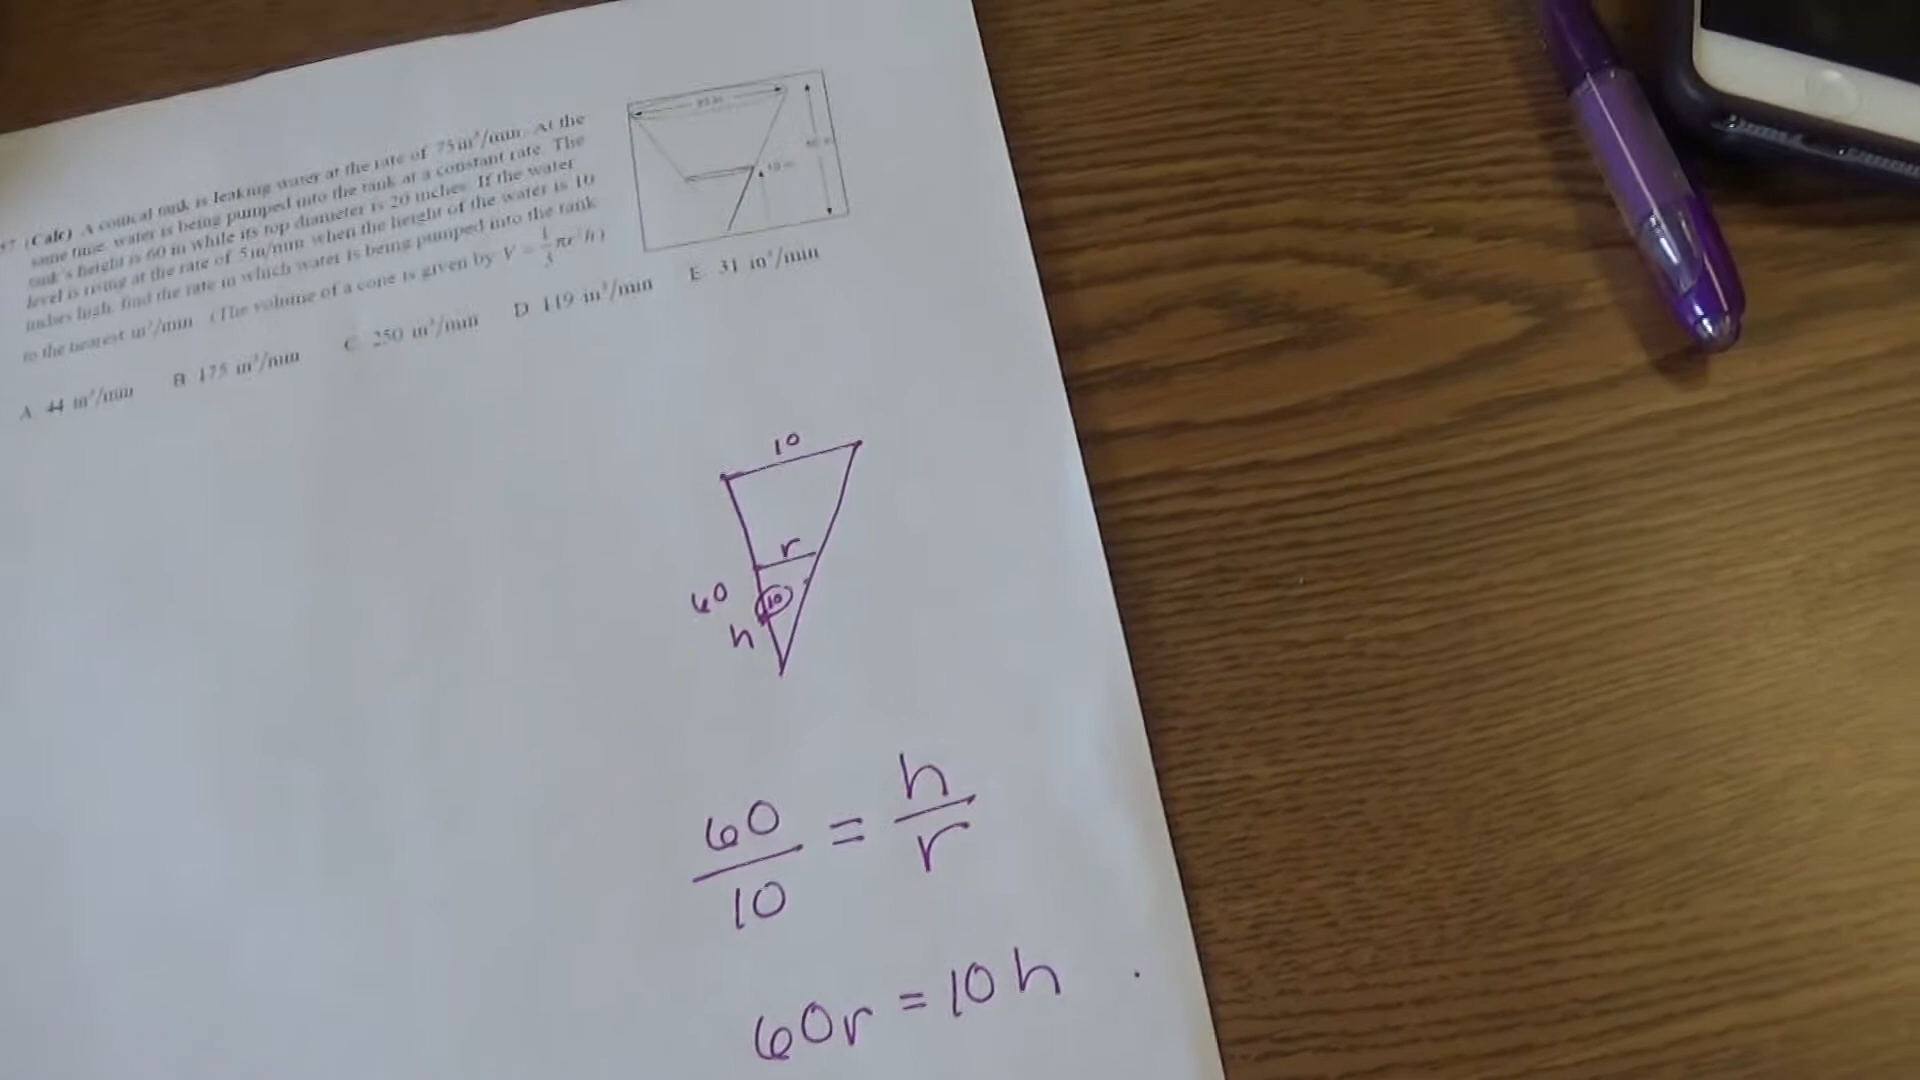 57 (Calc) A conical tank is leaking water at the rate of 75 in³/min. At the
same time, water is being pumped into the tank at a constant rate. The
tank's height is 60 in while its top diameter is 20 inches. If the water
level is rising at the rate of 5 in/min when the height of the water is 10
inches high, find the rate in which water is being pumped into the tank
to the nearest in³/min. (The volume of a cone is given by V = 1/3 πr²h)
A. 44 in³/min B. 175 in³/min C. 250 in³/min D. 119 in³/min E. 31 in³/min
10
r
60
10
h
60/10 = h/r
60r = 10h